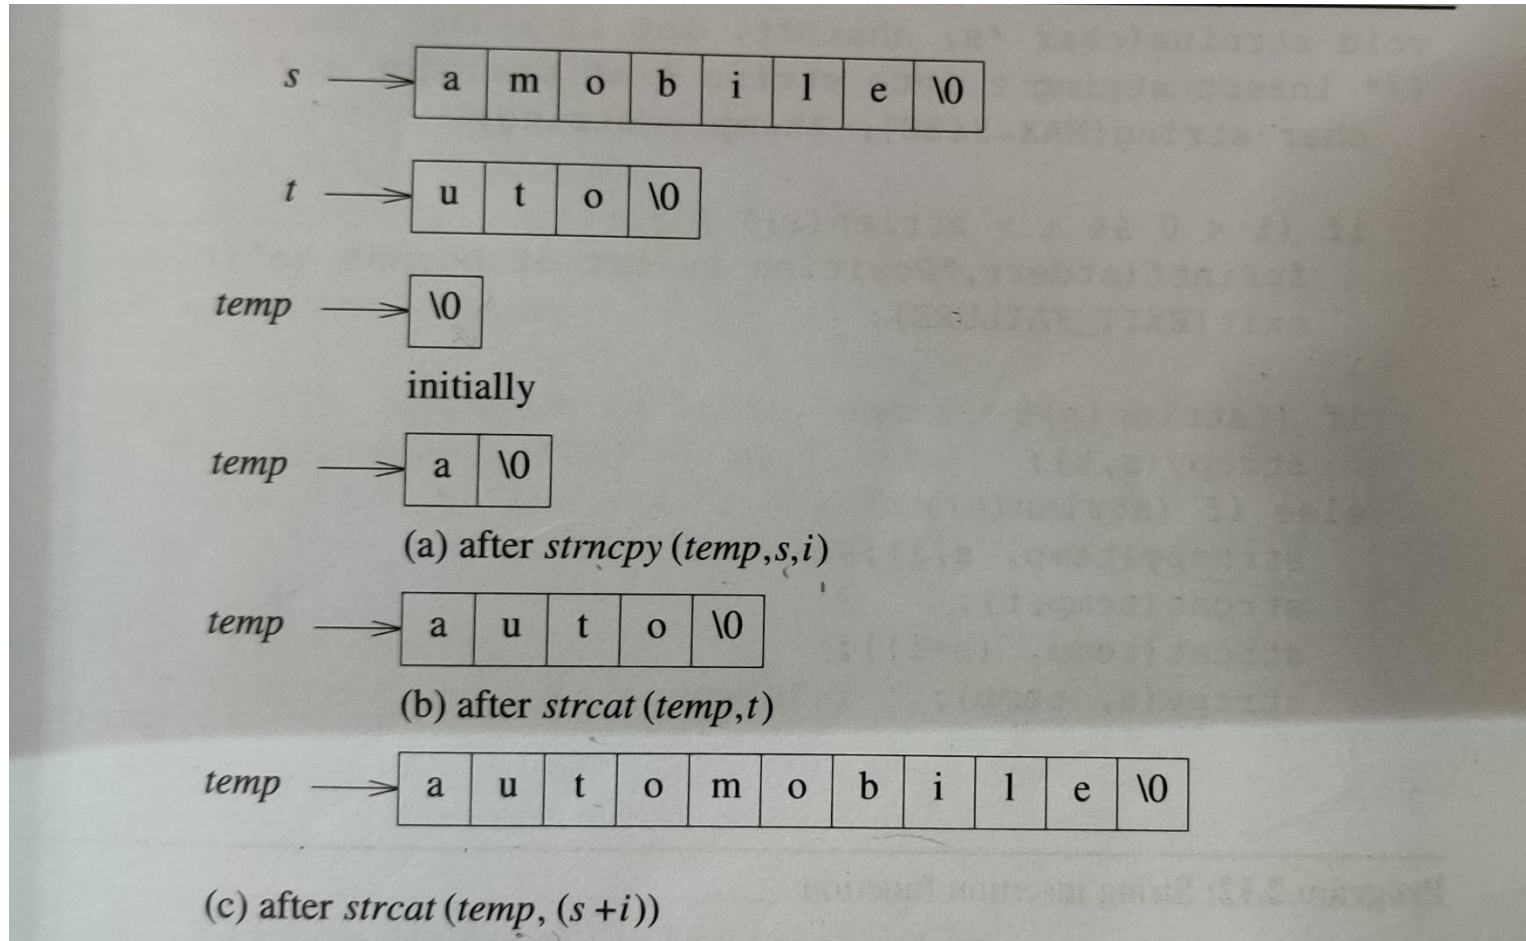 s a m o b i l e \0
t u t o \0
temp \0
initially
temp a \0
(a) after strncpy (temp,s,i)
temp a u t o \0
(b) after strcat (temp,t)
temp a u t o m o b i l e \0
(c) after strcat (temp, (s +i))